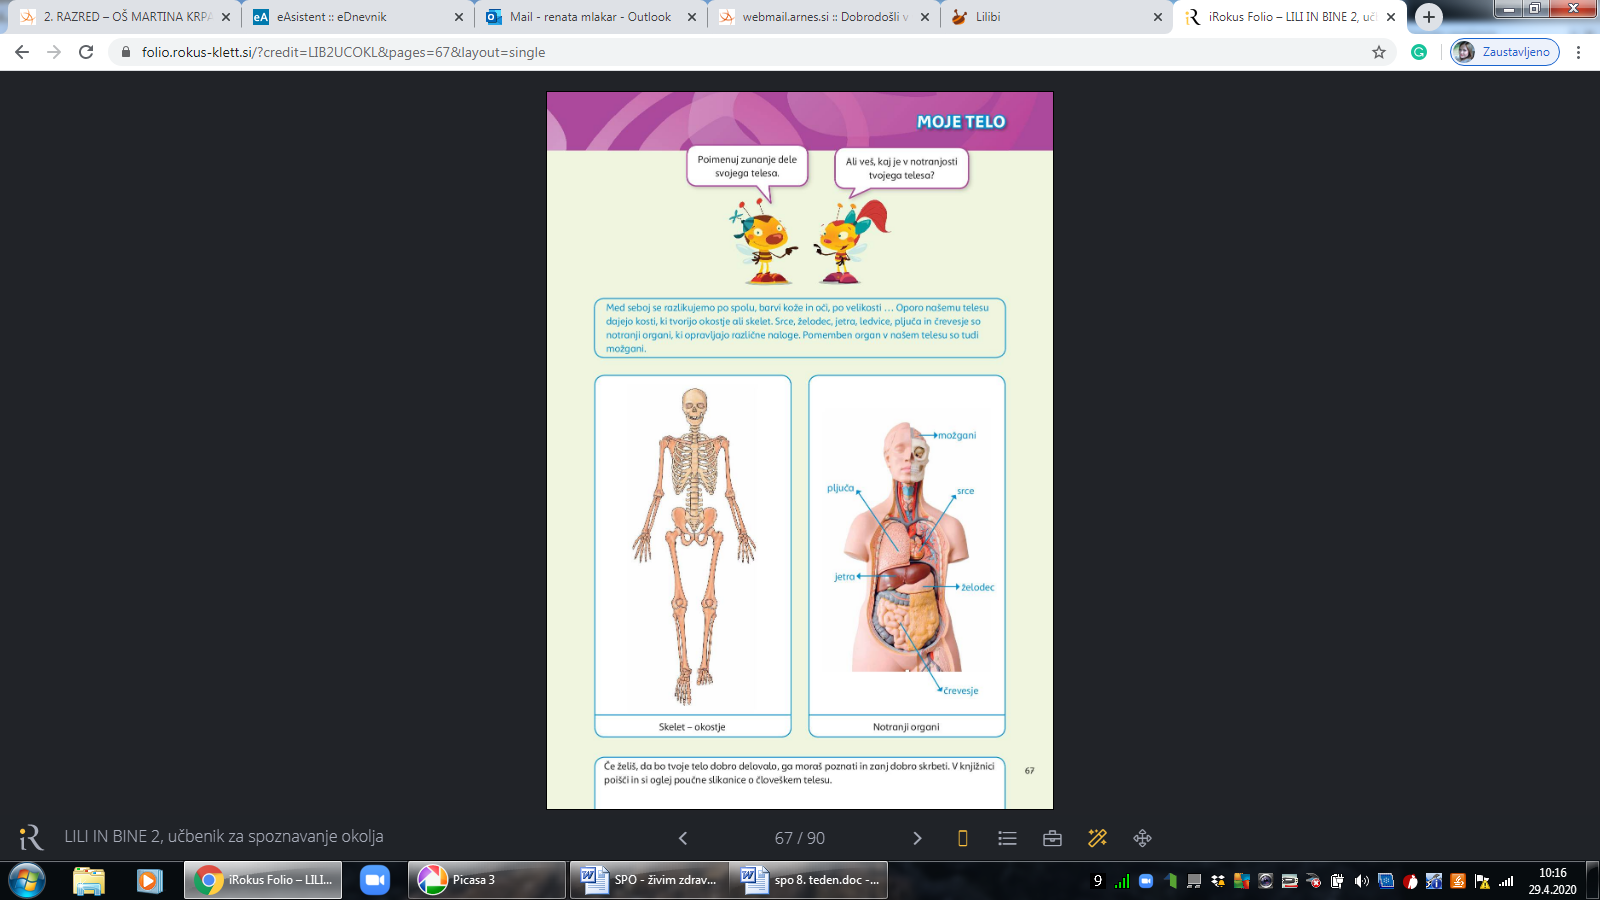 2. RAZRED – OŠ MARTINA KRPA
eAsistent :: eDnevnik
Mail - renata mlakar - Outlook
webmail.arnes.si :: Dobrodošli v
Lilibi
iRokus Folio – LILI IN BINE 2, uč
folio.rokus-klett.si/?credit=LIB2UCOKL&pages=67&layout=single
Zaustavljeno
MOJE TELO
Poimenuj zunanje dele
svojega telesa.
Ali veš, kaj je v notranjosti
tvojega telesa?
Med seboj se razlikujemo po spolu, barvi kože in oči, po velikosti … Oporo našemu telesu
dajejo kosti, ki tvorijo okostje ali skelet. Srce, želodec, jetra, ledvice, pljuča in črevesje so
notranji organi, ki opravljajo različne naloge. Pomemben organ v našem telesu so tudi
možgani.
možgani
pljuča
srce
jetra
želodec
črevesje
Skelet – okostje
Notranji organi
Če želiš, da bo tvoje telo dobro delovalo, ga moraš poznati in zanj dobro skrbeti. V knjižnici
poišči in si oglej poučne slikanice o človeškem telesu.
67
iR
LILI IN BINE 2, učbenik za spoznavanje okolja
67 / 90
iRokus Folio – LILI...
Picasa 3
SPO - živim zdrav...
spo 8. teden.doc -...
9
10:16
29.4.2020